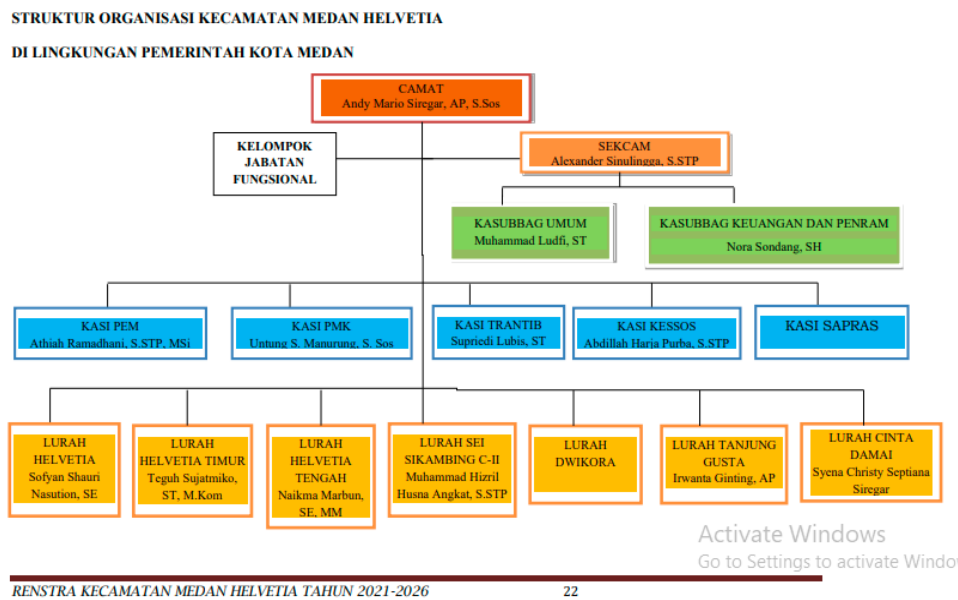 STRUKTUR ORGANISASI KECAMATAN MEDAN HELVETIA
DI LINGKUNGAN PEMERINTAH KOTA MEDAN
CAMAT
Andy Mario Siregar, AP, S.Sos
KELOMPOK
JABATAN
FUNGSIONAL
SEKCAM
Alexander Sinulingga, S.STP
KASUBBAG UMUM
Muhammad Ludfi, ST
KASUBBAG KEUANGAN DAN PENRAM
Nora Sondang, SH
KASI PEM
Athiah Ramadhani, S.STP, MSi
KASI PMK
Untung S. Manurung, S. Sos
KASI TRANTIB
Supriedi Lubis, ST
KASI KESSOS
Abdillah Harja Purba, S.STP
KASI SAPRAS
LURAH
HELVETIA
Sofyan Shauri
Nasution, SE
LURAH
HELVETIA TIMUR
Teguh Sujatmiko,
ST, M.Kom
LURAH
HELVETIA
TENGAH
Naikma Marbun,
SE, MM
LURAH SEI
SIKAMBING C-II
Muhammad Hizril
Husna Angkat, S.STP
LURAH
DWIKORA
LURAH TANJUNG
GUSTA
Irwanta Ginting, AP
LURAH CINTA
DAMAI
Syena Christy Septiana
Siregar
Activate Windows
Go to Settings to activate Windo
RENSTRA KECAMATAN MEDAN HELVETIA TAHUN 2021-2026 22